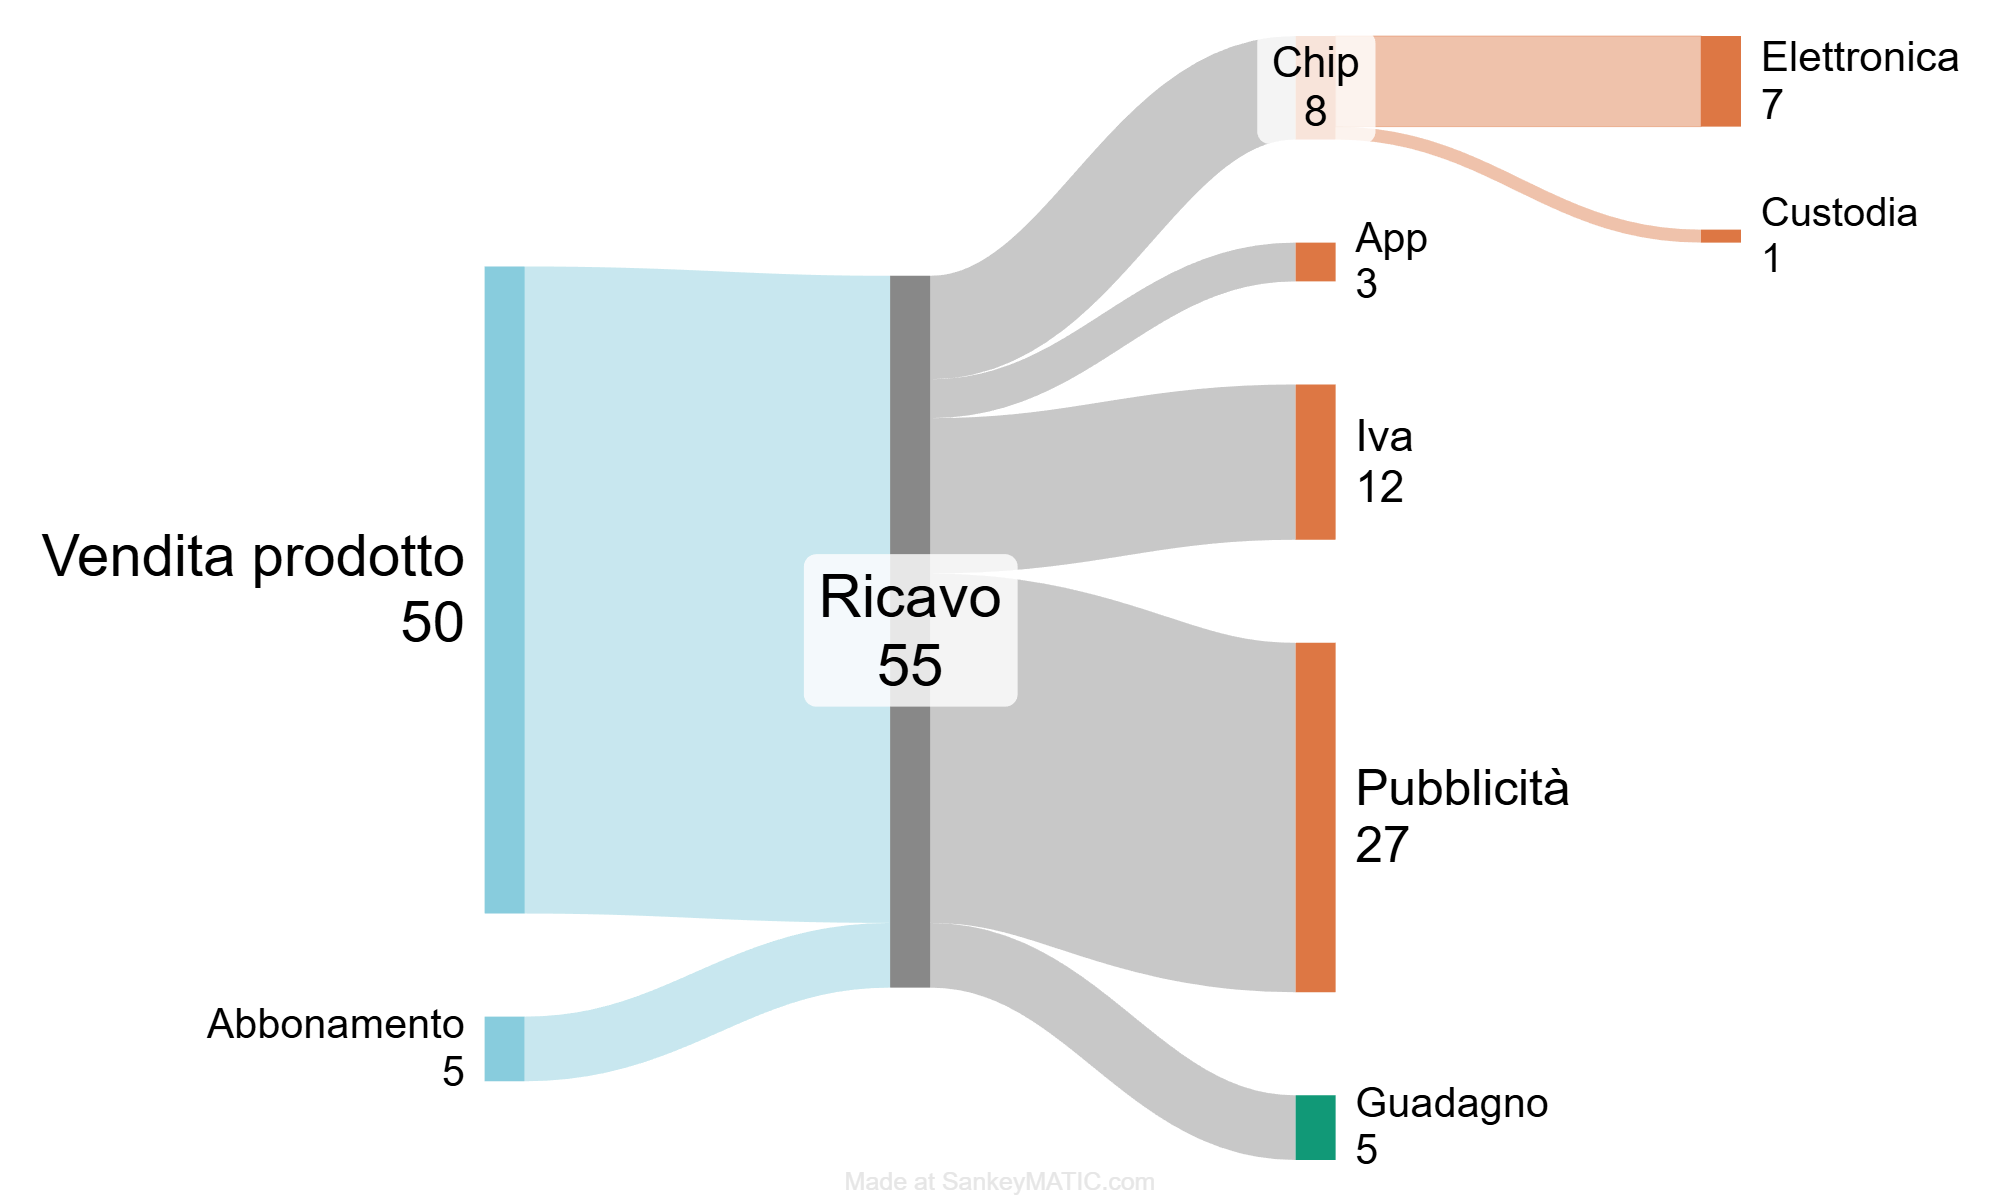 Chip
8
Elettronica
7
Custodia
1
App
3
Iva
12
Vendita prodotto
50
Ricavo
55
Pubblicità
27
Abbonamento
5
Guadagno
5
Made at SankeyMATIC.com